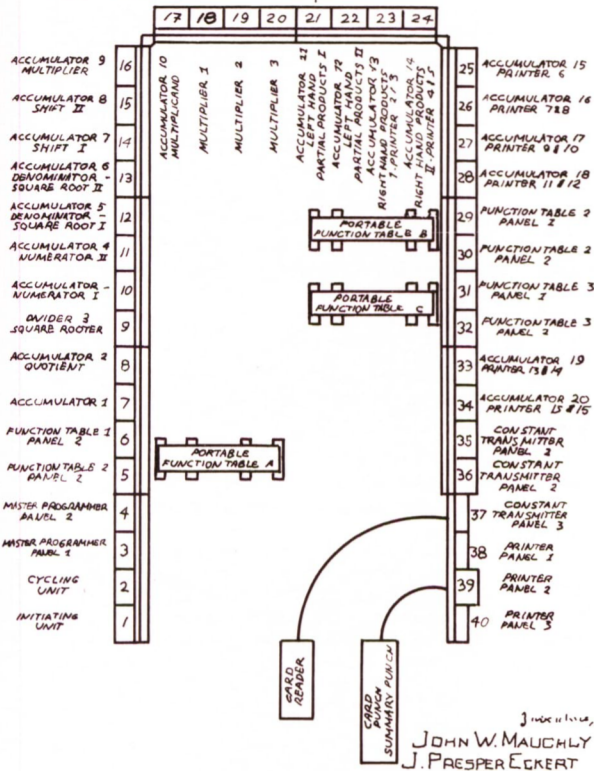 17 18 19 20 21 22 23 24
ACCUMULATOR 10
MULTIPLICAND
MULTIPLIER 1
MULTIPLIER 2
MULTIPLIER 3
ACCUMULATOR 11
LEFT HAND
PARTIAL PRODUCTS I
ACCUMULATOR 12
LEFT HAND
PARTIAL PRODUCTS II
ACCUMULATOR 13
RIGHT HAND PRODUCTS
I - PRINTER 2 / 3
ACCUMULATOR 14
RIGHT HAND PRODUCTS
II - PRINTER 4 & 5
ACCUMULATOR 9
MULTIPLIER
16
ACCUMULATOR 8
SHIFT II
15
ACCUMULATOR 7
SHIFT I
14
ACCUMULATOR 6
DENOMINATOR -
SQUARE ROOT II
13
ACCUMULATOR 5
DENOMINATOR -
SQUARE ROOT I
12
ACCUMULATOR 4
NUMERATOR II
11
ACCUMULATOR -
NUMERATOR I
10
DIVIDER 3
SQUARE ROOTER
9
ACCUMULATOR 2
QUOTIENT
8
ACCUMULATOR 1
7
FUNCTION TABLE 1
PANEL 2
6
FUNCTION TABLE 2
PANEL 2
5
MASTER PROGRAMMER
PANEL 2
4
MASTER PROGRAMMER
PANEL 1
3
CYCLING
UNIT
2
INITIATING
UNIT
1
PORTABLE
FUNCTION TABLE B
PORTABLE
FUNCTION TABLE C
PORTABLE
FUNCTION TABLE A
25
ACCUMULATOR 15
PRINTER 6
26
ACCUMULATOR 16
PRINTER 7&8
27
ACCUMULATOR 17
PRINTER 9&10
28
ACCUMULATOR 18
PRINTER 11&12
29
FUNCTION TABLE 2
PANEL 1
30
FUNCTION TABLE 2
PANEL 2
31
FUNCTION TABLE 3
PANEL 1
32
FUNCTION TABLE 3
PANEL 2
33
ACCUMULATOR 19
PRINTER 13&14
34
ACCUMULATOR 20
PRINTER 15
35
CONSTANT
TRANSMITTER
PANEL 2
36
CONSTANT
TRANSMITTER
PANEL 2
37
CONSTANT
TRANSMITTER
PANEL 3
38
PRINTER
PANEL 1
39
PRINTER
PANEL 2
40
PRINTER
PANEL 3
CARD
READER
CARD
PUNCH
SUMMARY PUNCH
JOHN W. MAUCHLY
J. PRESPER ECKERT